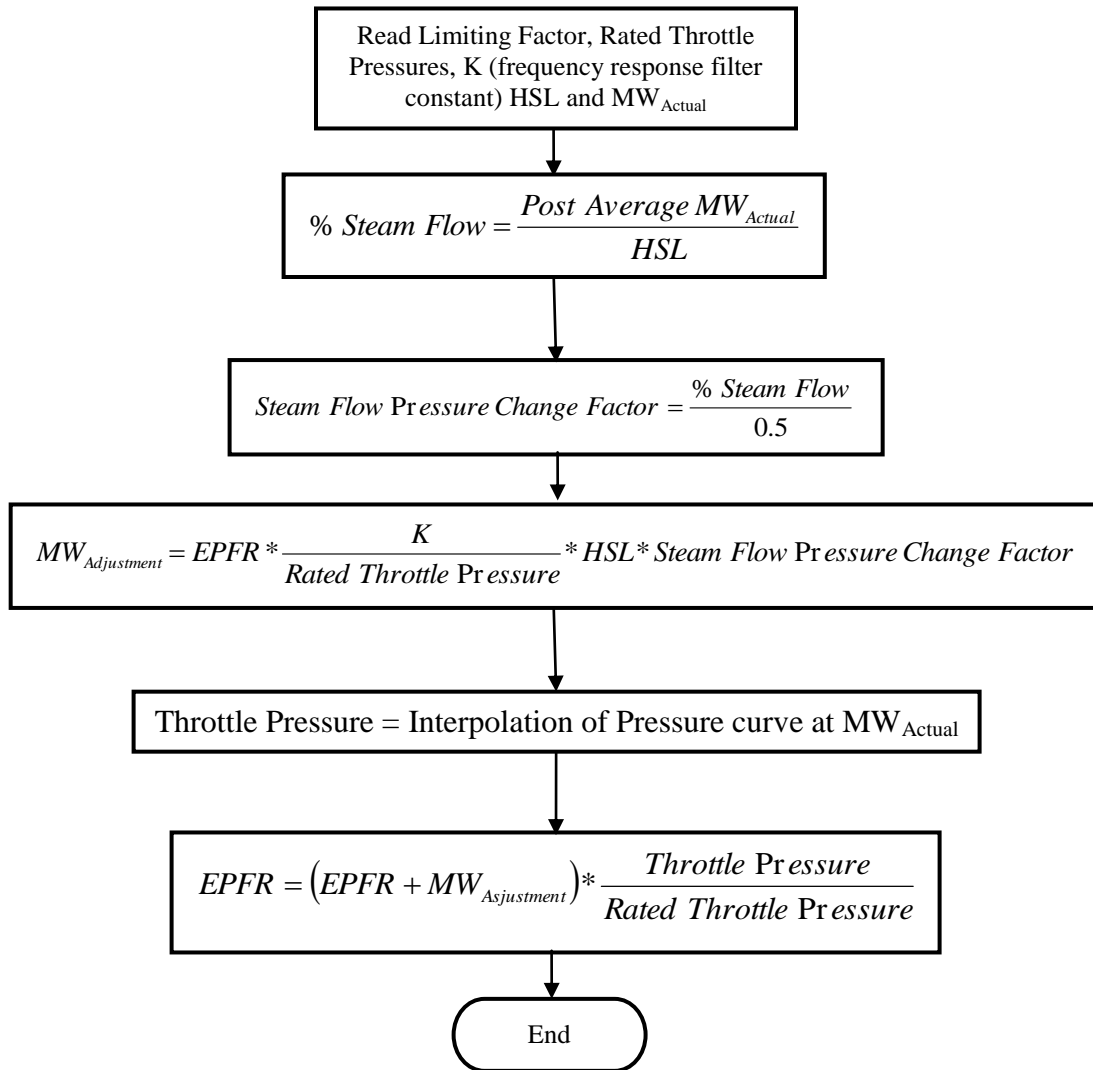 Read Limiting Factor, Rated Throttle
Pressures, K (frequency response filter
constant) HSL and MW_Actual
% Steam Flow = Post Average MW_Actual / HSL
Steam Flow Pressure Change Factor = % Steam Flow / 0.5
MW_Adjustment = EPFR * K / Rated Throttle Pressure * HSL * Steam Flow Pressure Change Factor
Throttle Pressure = Interpolation of Pressure curve at MW_Actual
EPFR = (EPFR + MW_Asjustment) * Throttle Pressure / Rated Throttle Pressure
End